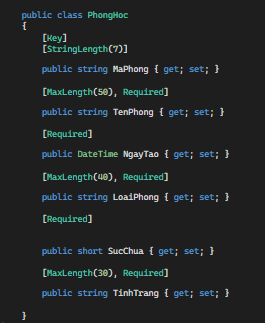 public class PhongHoc
{
[Key]
[StringLength(7)]
public string MaPhong { get; set; }
[MaxLength(50), Required]
public string TenPhong { get; set; }
[Required]
public DateTime NgayTao { get; set; }
[MaxLength(40), Required]
public string LoaiPhong { get; set; }
[Required]
public short SucChua { get; set; }
[MaxLength(30), Required]
public string TinhTrang { get; set; }
}